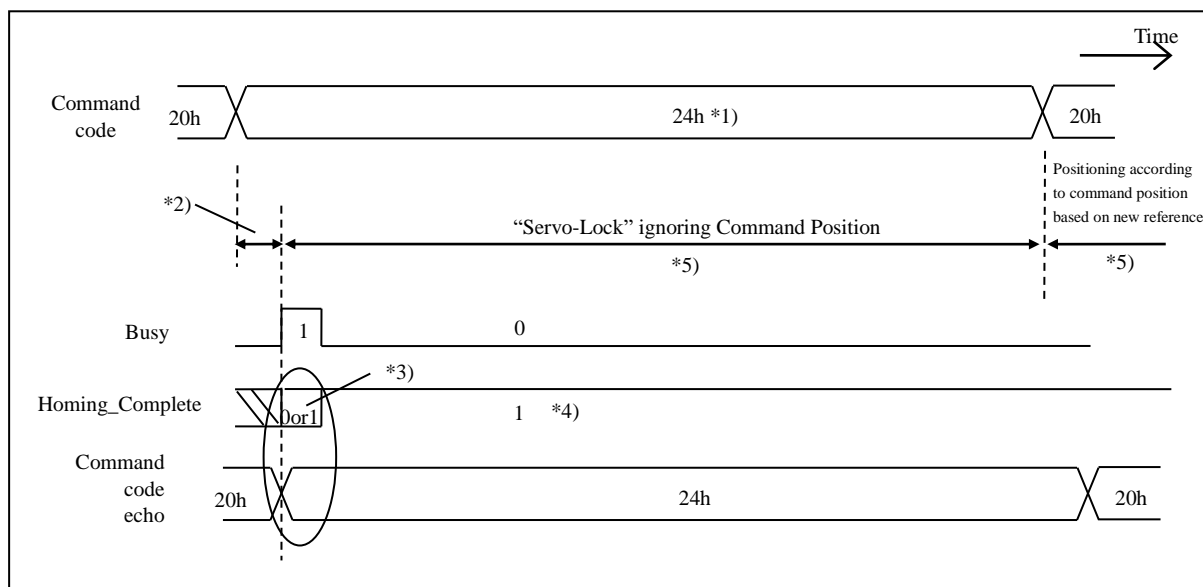 Time
Command
code
20h
24h *1)
20h
Positioning according
to command position
based on new reference
*2)
“Servo-Lock” ignoring Command Position
*5)
*5)
Busy
1
0
*3)
Homing_Complete
0or1
1
*4)
Command
code
echo
20h
24h
20h